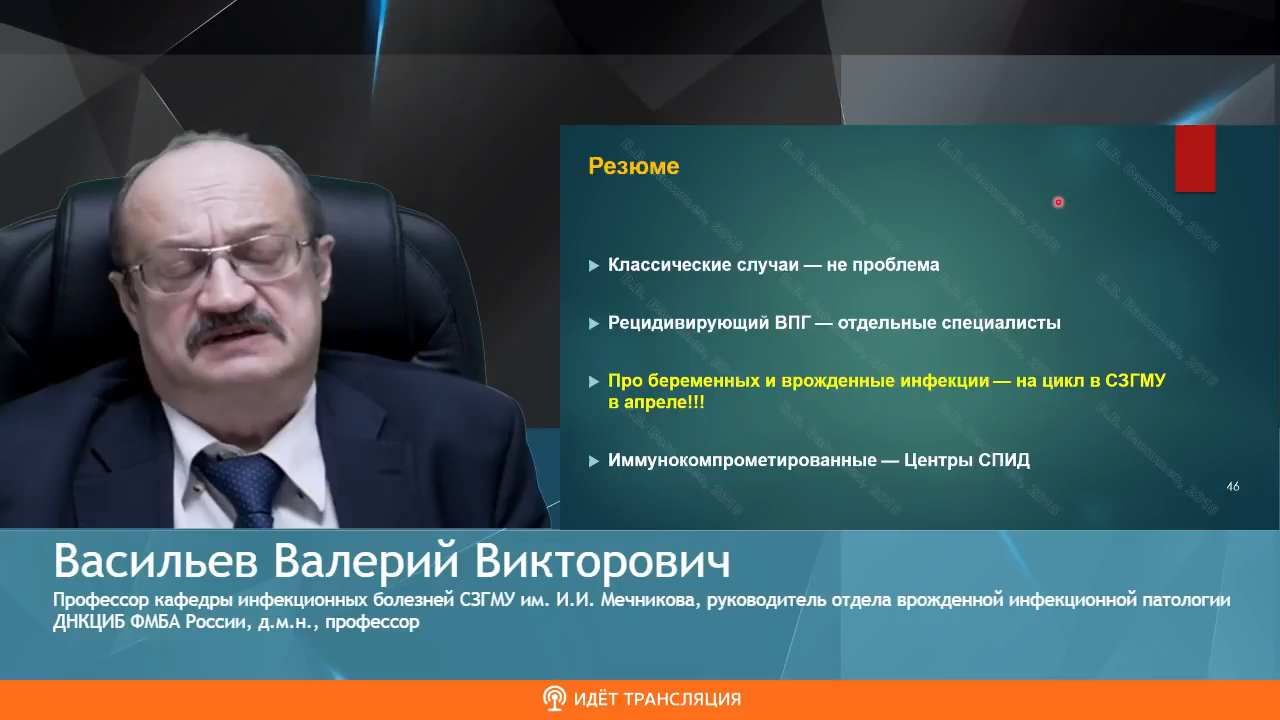 Резюме
Классические случаи — не проблема
Рецидивирующий ВПГ — отдельные специалисты
Про беременных и врожденные инфекции — на цикл в СЗГМУ
в апреле!!!
Иммунокомпрометированные — Центры СПИД
46
В.В. Васильев, 2018
Васильев Валерий Викторович
Профессор кафедры инфекционных болезней СЗГМУ им. И.И. Мечникова, руководитель отдела врожденной инфекционной патологии
ДНКЦИБ ФМБА России, д.м.н., профессор
ИДЁТ ТРАНСЛЯЦИЯ